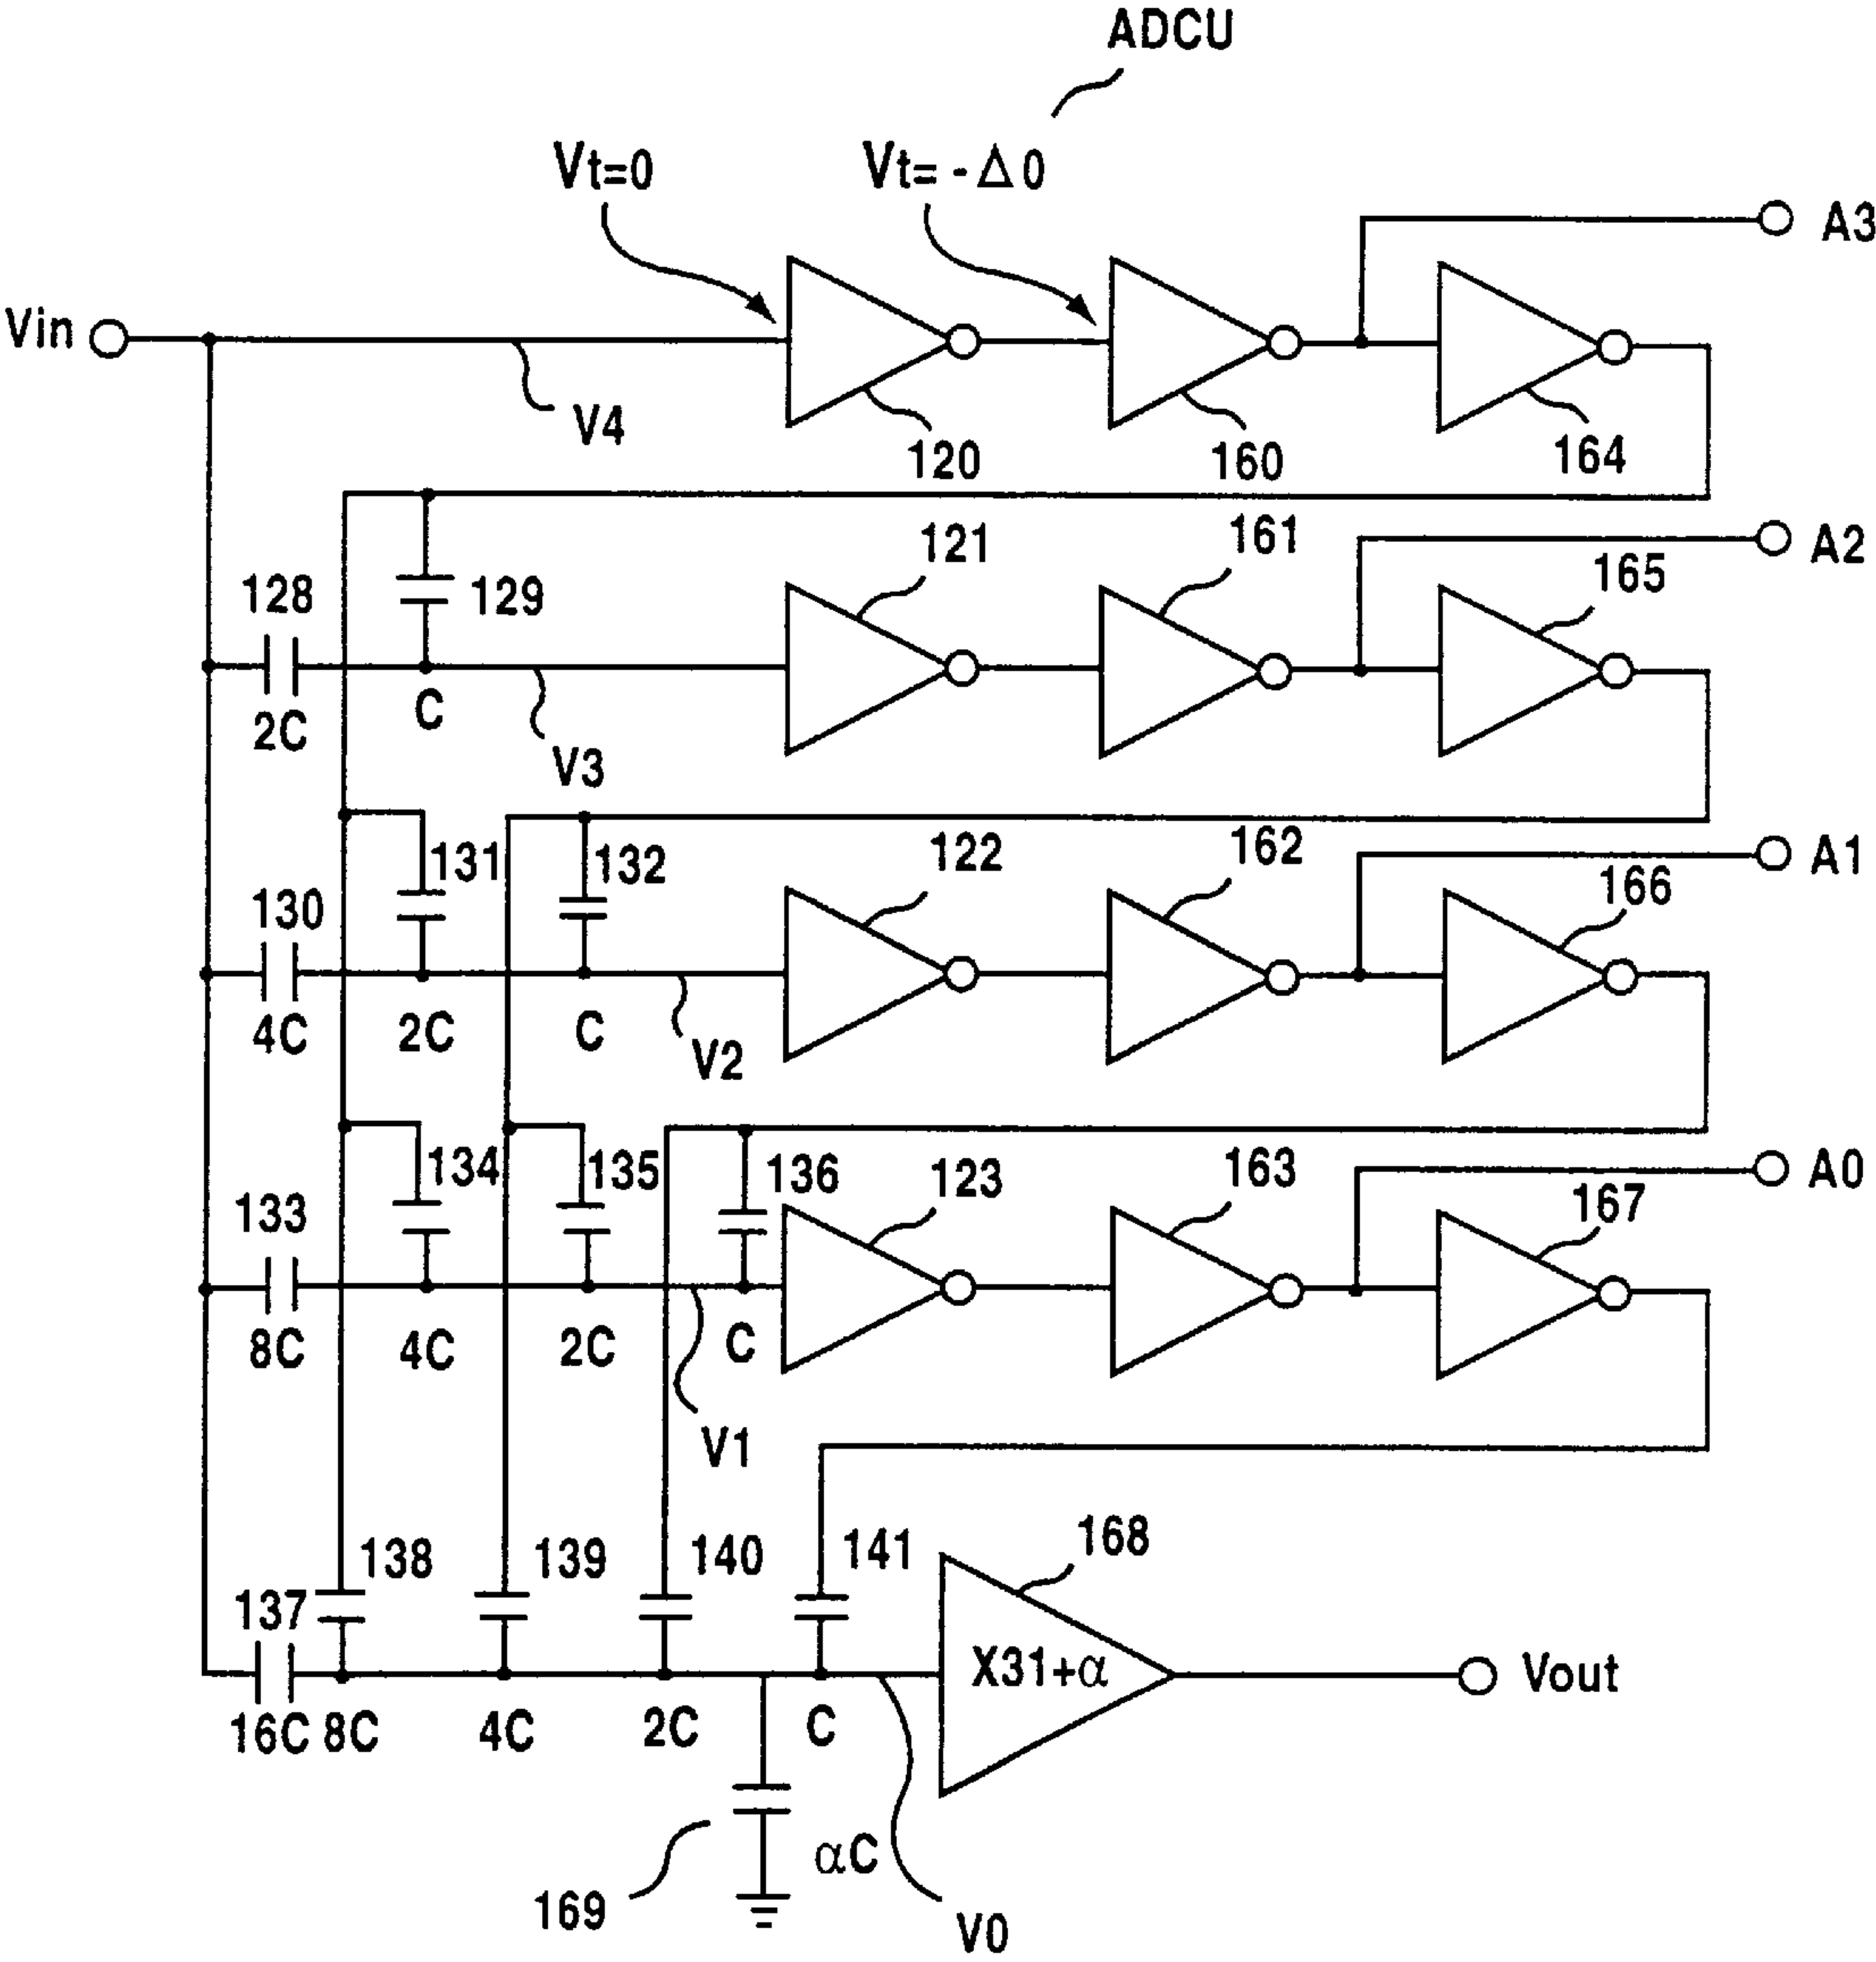 ADCU
Vt=0
Vt= -Δ0
A3
Vin
V4
120
160
164
121
161
A2
128
129
165
2C
C
V3
131
132
122
162
A1
130
166
4C
2C
C
V2
134
135
136
123
163
A0
133
167
8C
4C
2C
C
V1
138
139
140
141
168
137
X31+α
Vout
16C
8C
4C
2C
C
αC
169
V0